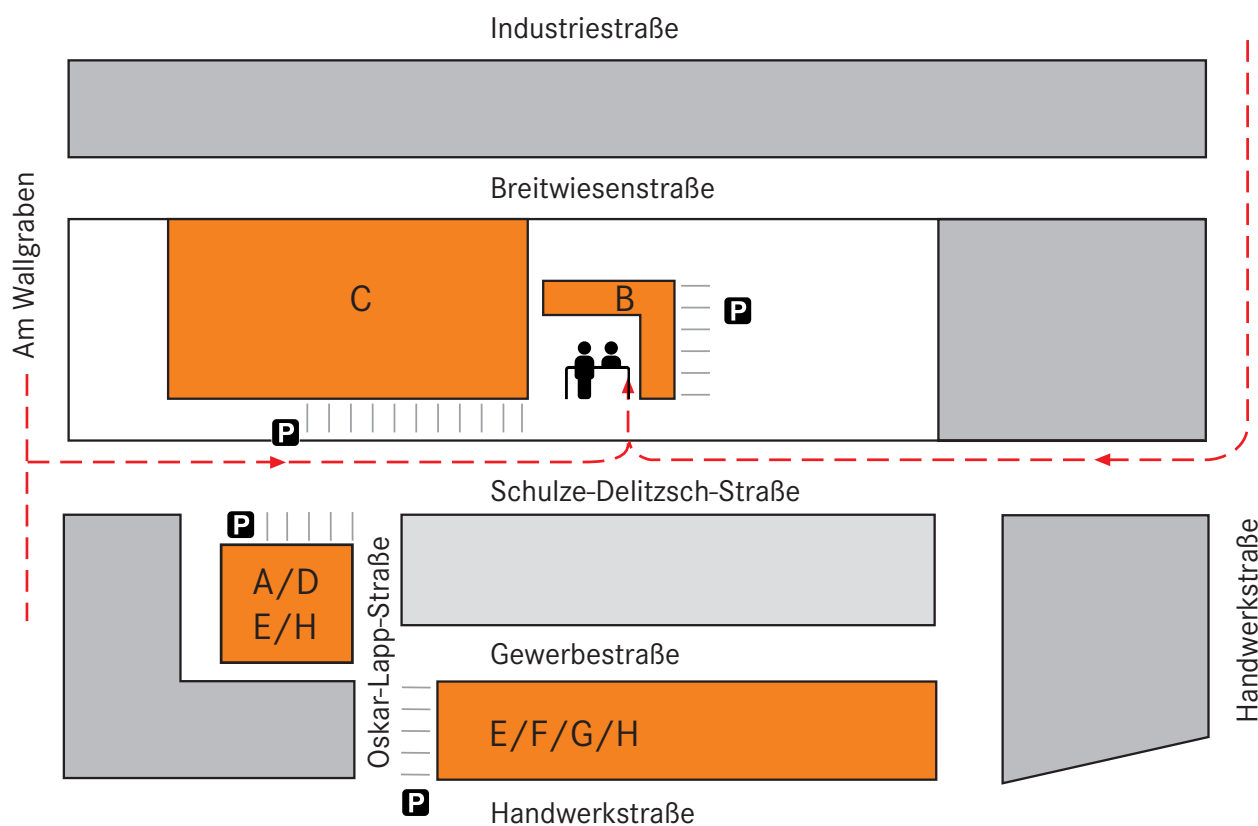 Industriestraße
Breitwiesenstraße
Am Wallgraben
C
B
P
P
Schulze-Delitzsch-Straße
P
A/D
E/H
Oskar-Lapp-Straße
Gewerbestraße
E/F/G/H
P
Handwerkstraße
Handwerkstraße